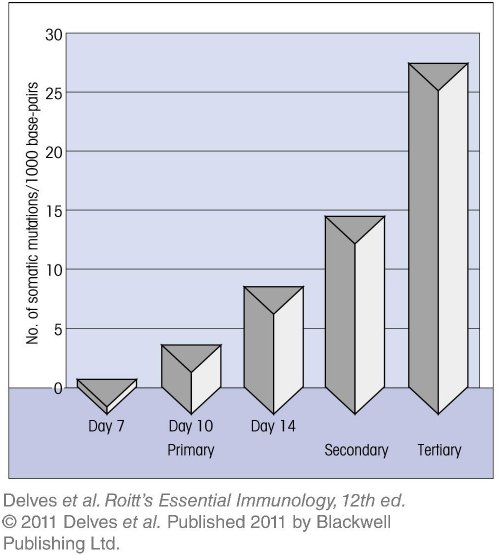 No. of somatic mutations/1000 base-pairs
30
25
20
15
10
5
0
Day 7
Day 10
Day 14
Primary
Secondary
Tertiary
Delves et al. Roitt's Essential Immunology, 12th ed.
© 2011 Delves et al. Published 2011 by Blackwell
Publishing Ltd.